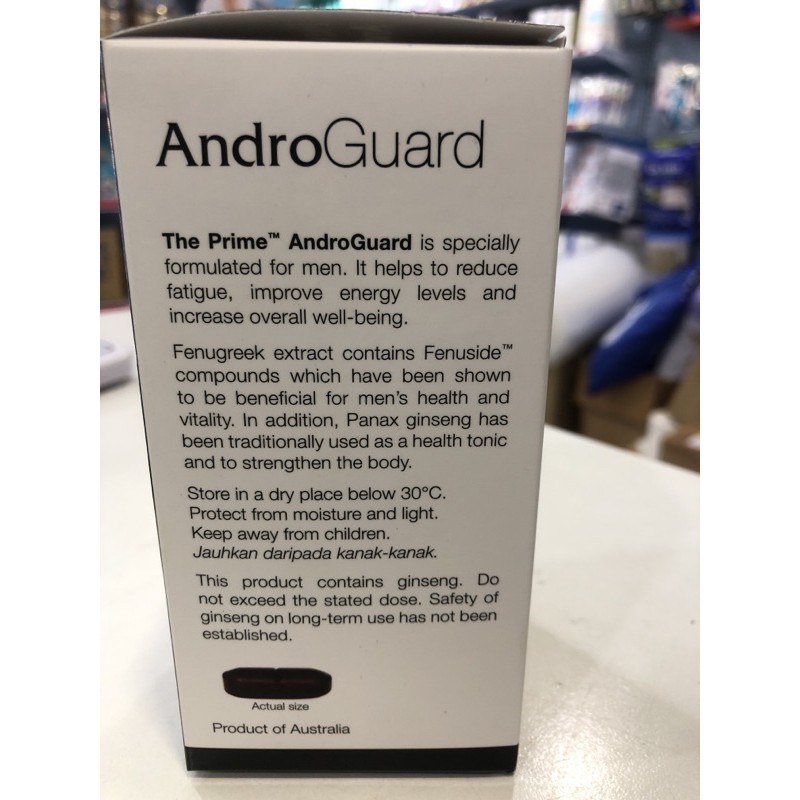 AndroGuard
The Prime™ AndroGuard is specially
formulated for men. It helps to reduce
fatigue, improve energy levels and
increase overall well-being.
Fenugreek extract contains Fenuside™
compounds which have been shown
to be beneficial for men's health and
vitality. In addition, Panax ginseng has
been traditionally used as a health tonic
and to strengthen the body.
Store in a dry place below 30°C.
Protect from moisture and light.
Keep away from children.
Jauhkan daripada kanak-kanak.
This product contains ginseng. Do
not exceed the stated dose. Safety of
ginseng on long-term use has not been
established.
Actual size
Product of Australia